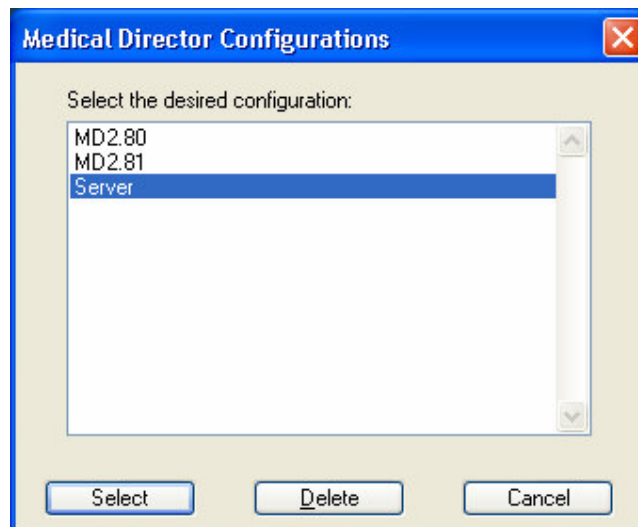 Medical Director Configurations
Select the desired configuration:
MD2.80
MD2.81
Server
Select Delete Cancel